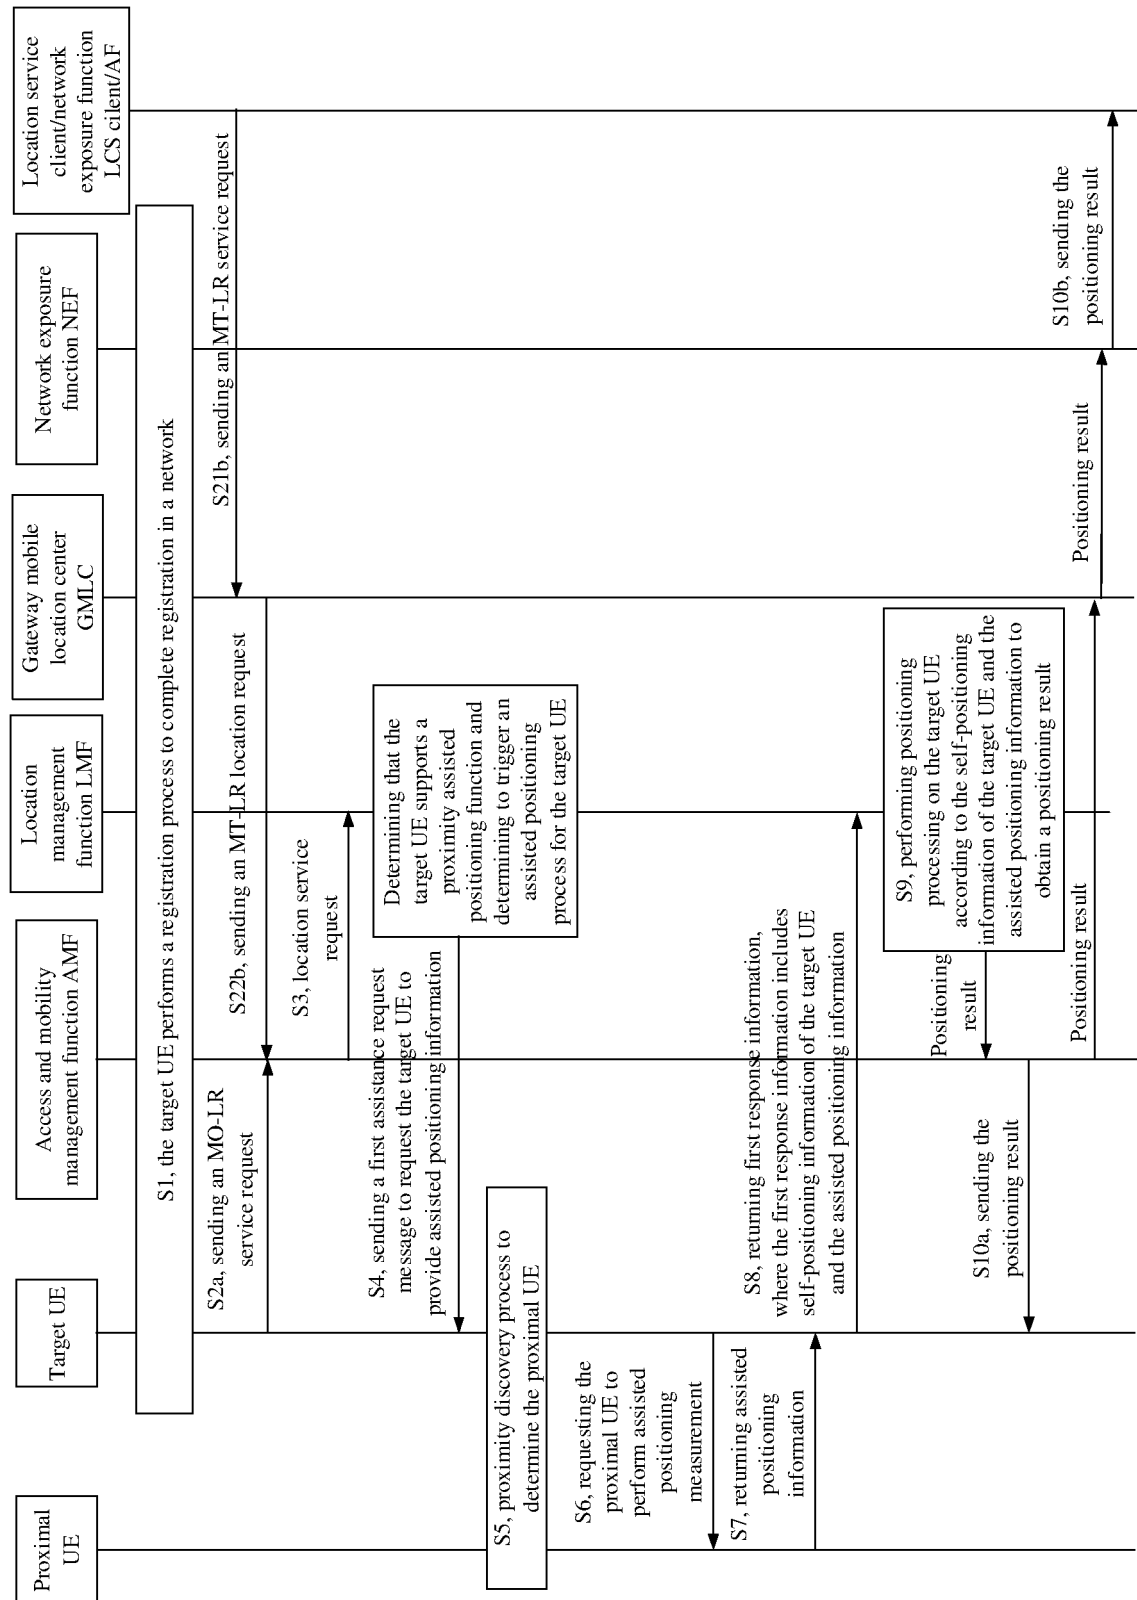 Proximal
UE
Target UE
Access and mobility
management function AMF
Location
management
function LMF
Gateway mobile
location center
GMLC
Network exposure
function NEF
Location service
client/network
exposure function
LCS cilent/AF
S1, the target UE performs a registration process to complete registration in a network
S2a, sending an MO-LR
service request
S21b, sending an MT-LR service request
S22b, sending an MT-LR location request
S3, location service
request
Determining that the
target UE supports a
proximity assisted
positioning function and
determining to trigger an
assisted positioning
process for the target UE
S4, sending a first assistance request
message to request the target UE to
provide assisted positioning information
S5, proximity discovery process to
determine the proximal UE
S6, requesting the
proximal UE to
perform assisted
positioning
measurement
S7, returning assisted
positioning
information
S8, returning first response information,
where the first response information includes
self-positioning information of the target UE
and the assisted positioning information
S9, performing positioning
processing on the target UE
according to the self-positioning
information of the target UE and the
assisted positioning information to
obtain a positioning result
Positioning
result
S10a, sending the
positioning result
Positioning result
Positioning result
S10b, sending the
positioning result